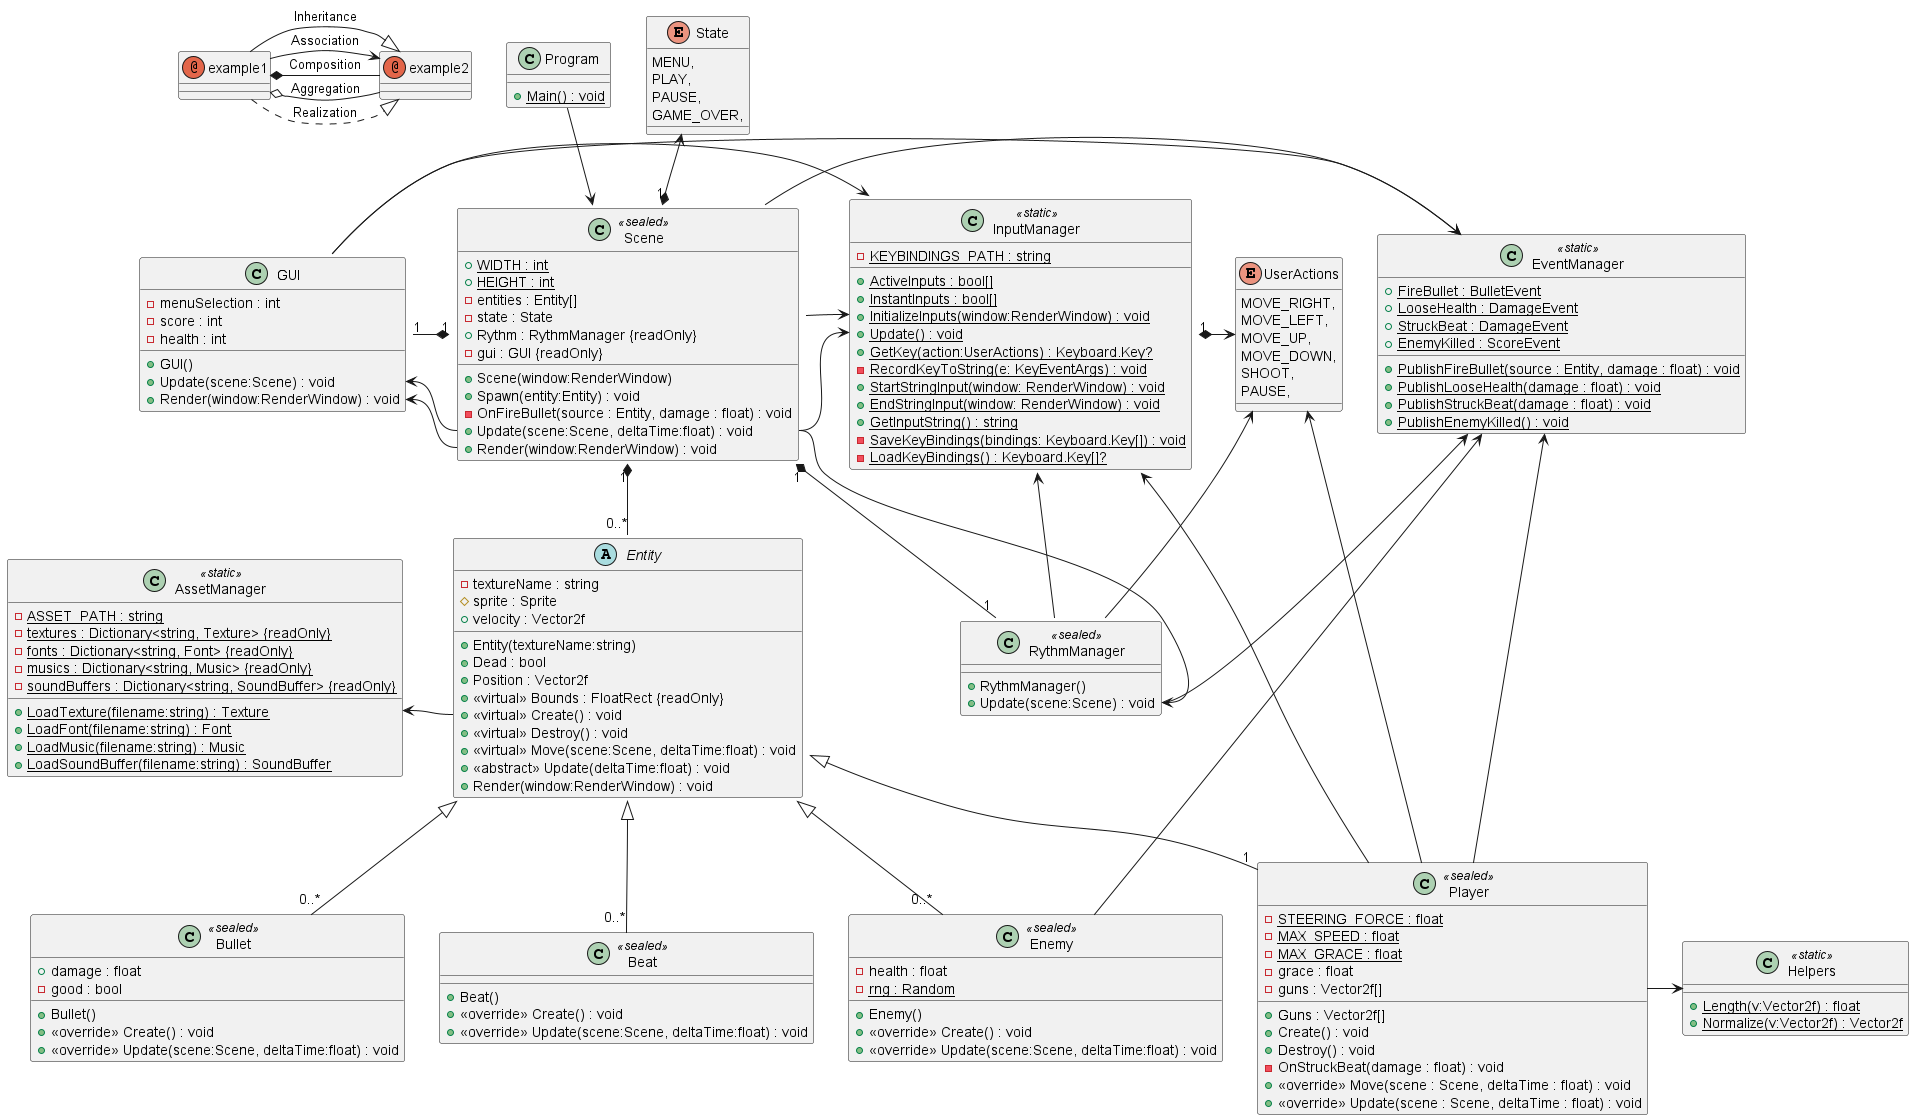 Inheritance
Association
Composition
Aggregation
Realization
@ example1
@ example2
C Program
Main() : void
E State
MENU,
PLAY,
PAUSE,
GAME_OVER,
1
C «sealed»
Scene
WIDTH : int
HEIGHT : int
entities : Entity[]
state : State
Rythm : RythmManager {readOnly}
gui : GUI {readOnly}
Scene(window:RenderWindow)
Spawn(entity:Entity) : void
OnFireBullet(source : Entity, damage : float) : void
Update(scene:Scene, deltaTime:float) : void
Render(window:RenderWindow) : void
C GUI
menuSelection : int
score : int
health : int
GUI()
Update(scene:Scene) : void
Render(window:RenderWindow) : void
1
1
C «static»
InputManager
KEYBINDINGS_PATH : string
ActiveInputs : bool[]
InstantInputs : bool[]
InitializeInputs(window:RenderWindow) : void
Update() : void
GetKey(action:UserActions) : Keyboard.Key?
RecordKeyToString(e: KeyEventArgs) : void
StartStringInput(window: RenderWindow) : void
EndStringInput(window: RenderWindow) : void
GetInputString() : string
SaveKeyBindings(bindings: Keyboard.Key[]) : void
LoadKeyBindings() : Keyboard.Key[]?
1
E UserActions
MOVE_RIGHT,
MOVE_LEFT,
MOVE_UP,
MOVE_DOWN,
SHOOT,
PAUSE,
C «static»
EventManager
FireBullet : BulletEvent
LooseHealth : DamageEvent
StruckBeat : DamageEvent
EnemyKilled : ScoreEvent
PublishFireBullet(source : Entity, damage : float) : void
PublishLooseHealth(damage : float) : void
PublishStruckBeat(damage : float) : void
PublishEnemyKilled() : void
1
0..*
1
1
C «static»
AssetManager
ASSET_PATH : string
textures : Dictionary<string, Texture> {readOnly}
fonts : Dictionary<string, Font> {readOnly}
musics : Dictionary<string, Music> {readOnly}
soundBuffers : Dictionary<string, SoundBuffer> {readOnly}
LoadTexture(filename:string) : Texture
LoadFont(filename:string) : Font
LoadMusic(filename:string) : Music
LoadSoundBuffer(filename:string) : SoundBuffer
A Entity
textureName : string
sprite : Sprite
velocity : Vector2f
Entity(textureName:string)
Dead : bool
Position : Vector2f
«virtual» Bounds : FloatRect {readOnly}
«virtual» Create() : void
«virtual» Destroy() : void
«virtual» Move(scene:Scene, deltaTime:float) : void
«abstract» Update(deltaTime:float) : void
Render(window:RenderWindow) : void
C «sealed»
RythmManager
RythmManager()
Update(scene:Scene) : void
0..*
0..*
0..*
1
C «sealed»
Bullet
damage : float
good : bool
Bullet()
«override» Create() : void
«override» Update(scene:Scene, deltaTime:float) : void
C «sealed»
Beat
Beat()
«override» Create() : void
«override» Update(scene:Scene, deltaTime:float) : void
C «sealed»
Enemy
health : float
rng : Random
Enemy()
«override» Create() : void
«override» Update(scene:Scene, deltaTime:float) : void
C «sealed»
Player
STEERING_FORCE : float
MAX_SPEED : float
MAX_GRACE : float
grace : float
guns : Vector2f[]
Guns : Vector2f[]
Create() : void
Destroy() : void
OnStruckBeat(damage : float) : void
«override» Move(scene : Scene, deltaTime : float) : void
«override» Update(scene : Scene, deltaTime : float) : void
C «static»
Helpers
Length(v:Vector2f) : float
Normalize(v:Vector2f) : Vector2f